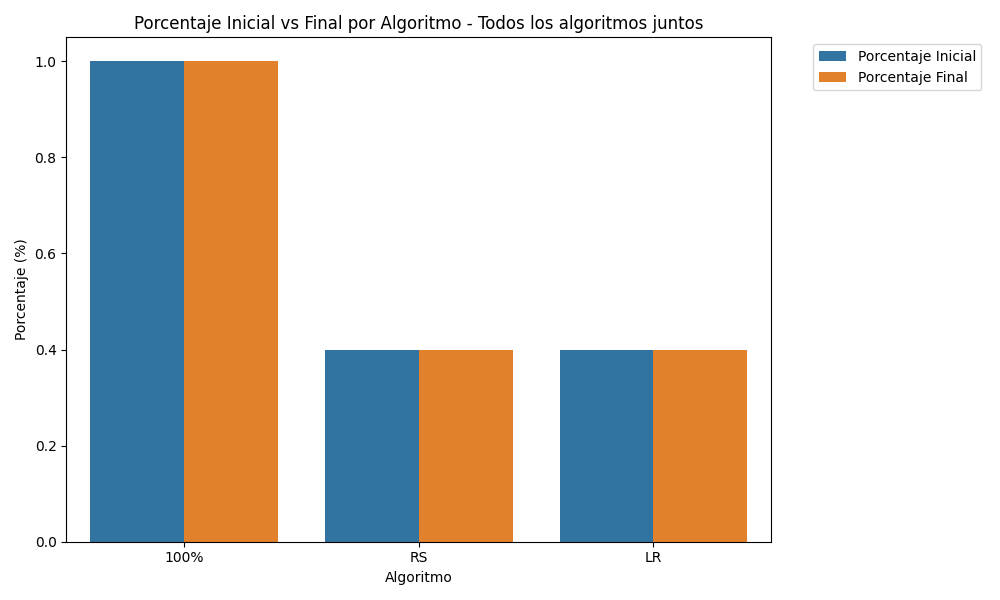 Porcentaje Inicial vs Final por Algoritmo - Todos los algoritmos juntos
Porcentaje Inicial
Porcentaje Final
Porcentaje (%)
1.0
0.8
0.6
0.4
0.2
0.0
100%
RS
LR
Algoritmo